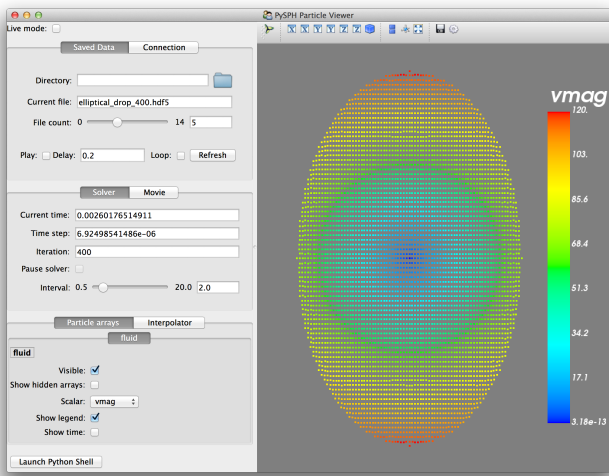 PySPH Particle Viewer
Live mode:
Saved Data Connection
Directory:
Current file: elliptical_drop_400.hdf5
File count: 0 14 5
Play: Delay: 0.2 Loop: Refresh
Solver Movie
Current time: 0.00260176514911
Time step: 6.92498541486e-06
Iteration: 400
Pause solver:
Interval: 0.5 20.0 2.0
Particle arrays Interpolator
fluid
fluid
Visible:
Show hidden arrays:
Scalar: vmag
Show legend:
Show time:
Launch Python Shell
X X Y Y Z Z
vmag
120.
103.
85.6
68.4
51.3
34.2
17.1
3.18e-13